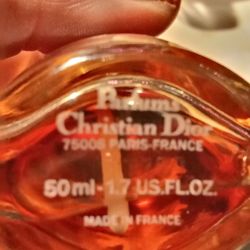 Parfums
Christian Dior
75008 PARIS-FRANCE
50ml-1.7 US.FL.OZ.
MADE IN FRANCE